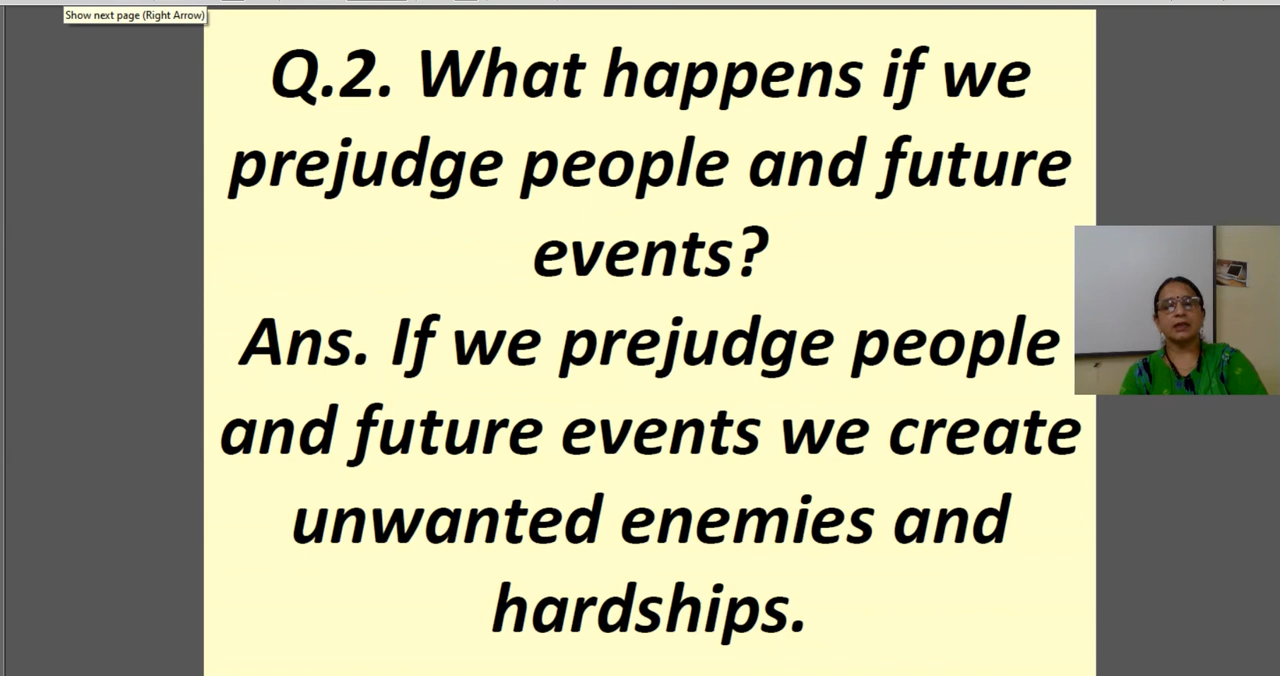 Show next page (Right Arrow)
Q.2. What happens if we
prejudge people and future
events?
Ans. If we prejudge people
and future events we create
unwanted enemies and
hardships.